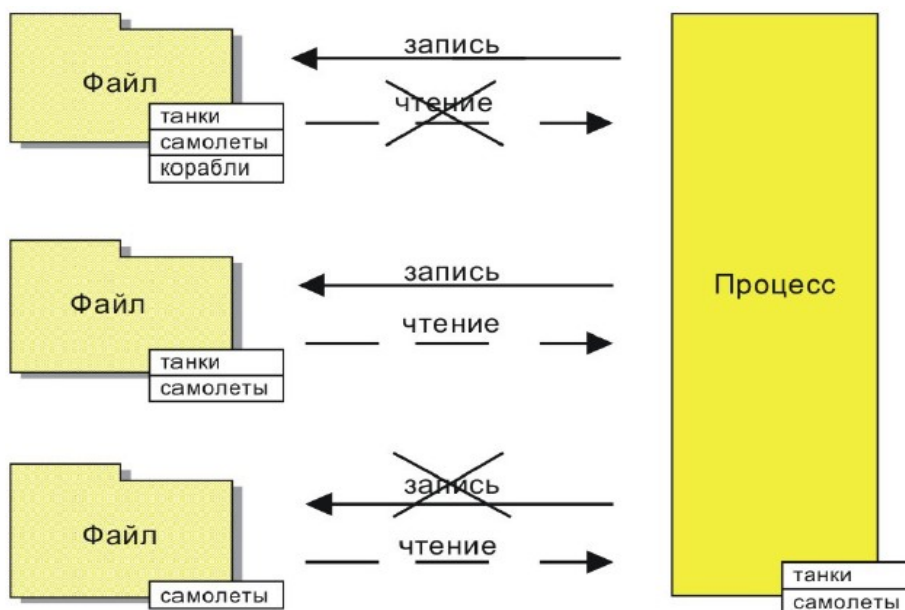 запись
Файл
чтение
танки
самолеты
корабли
запись
Файл
чтение
танки
самолеты
Процесс
запись
Файл
чтение
самолеты
танки
самолеты